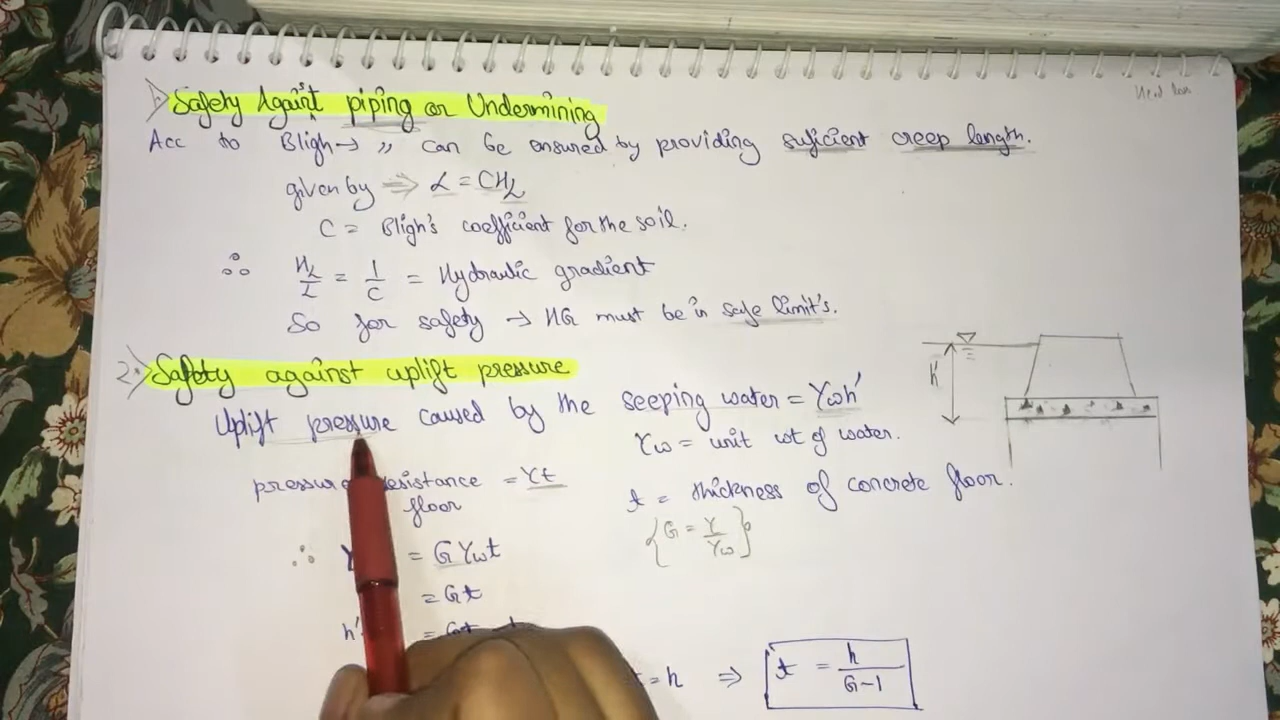 1. Safety Against piping or Undermining
Acc to Bligh → ,, can be ensured by providing suficient creep length.
given by ⇒ L = CHL
C = Bligh's coefficient for the soil.
∴ HL/L = 1/C = Hydraulic gradient
So for safety → HG must be in safe limit's.
2. Safety against uplift pressure
Uplift pressure caused by the seeping water = γwh'
γw = unit wt of water.
h'
floor = γt
t = thickness of concrete floor.
{G = γ/γw}
∴ = Gγwt
= Gt
h'
= h ⇒ t = h/G-1